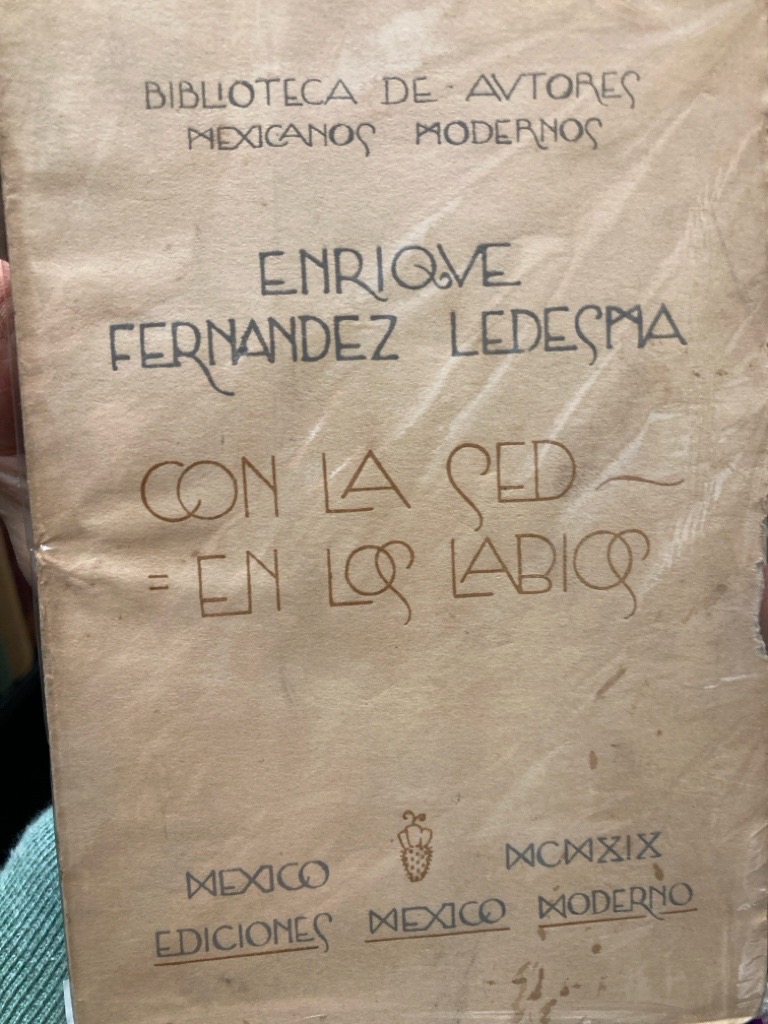 BIBLIOTECA DE · AVTORES
MEXICANOS MODERNOS
ENRIQVE
FERNANDEZ LEDESMA
CON LA SED ~
= EN LOS LABIOS
MEXICO MCMXIX
EDICIONES MEXICO MODERNO